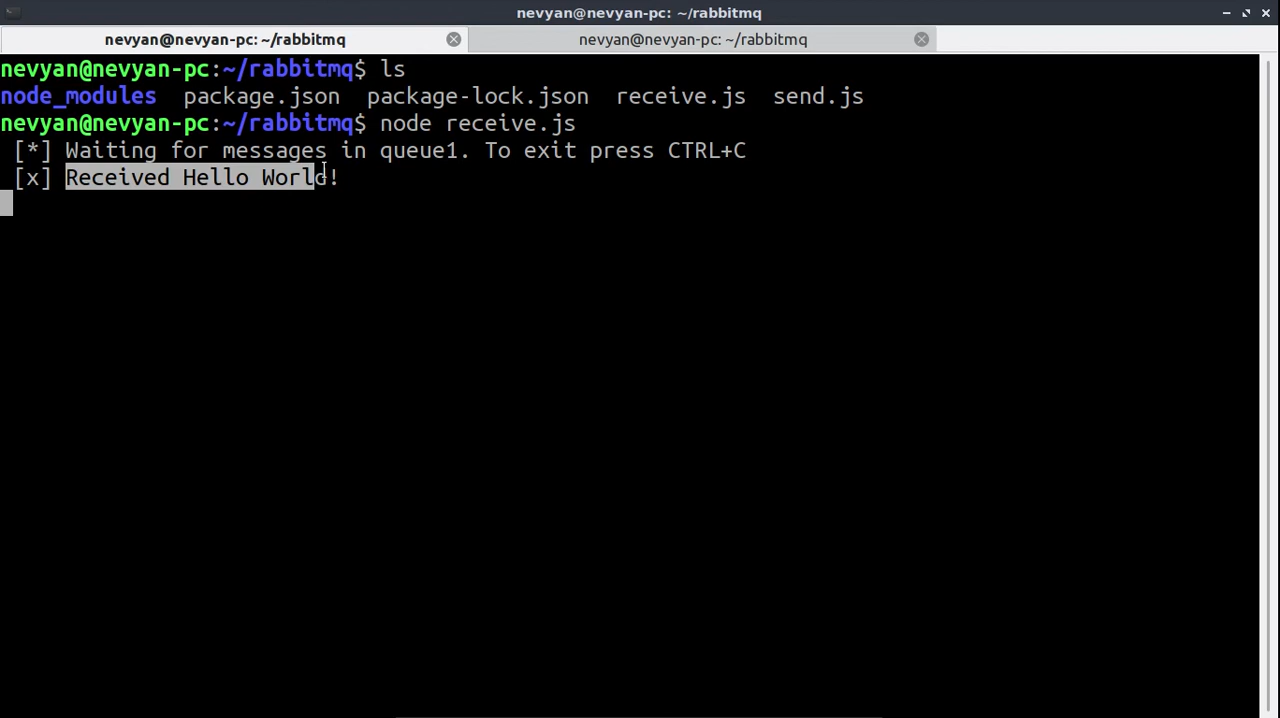 nevyan@nevyan-pc: ~/rabbitmq
nevyan@nevyan-pc: ~/rabbitmq
nevyan@nevyan-pc: ~/rabbitmq
nevyan@nevyan-pc:~/rabbitmq$ ls
node_modules package.json package-lock.json receive.js send.js
nevyan@nevyan-pc:~/rabbitmq$ node receive.js
[*] Waiting for messages in queue1. To exit press CTRL+C
[x] Received Hello World!